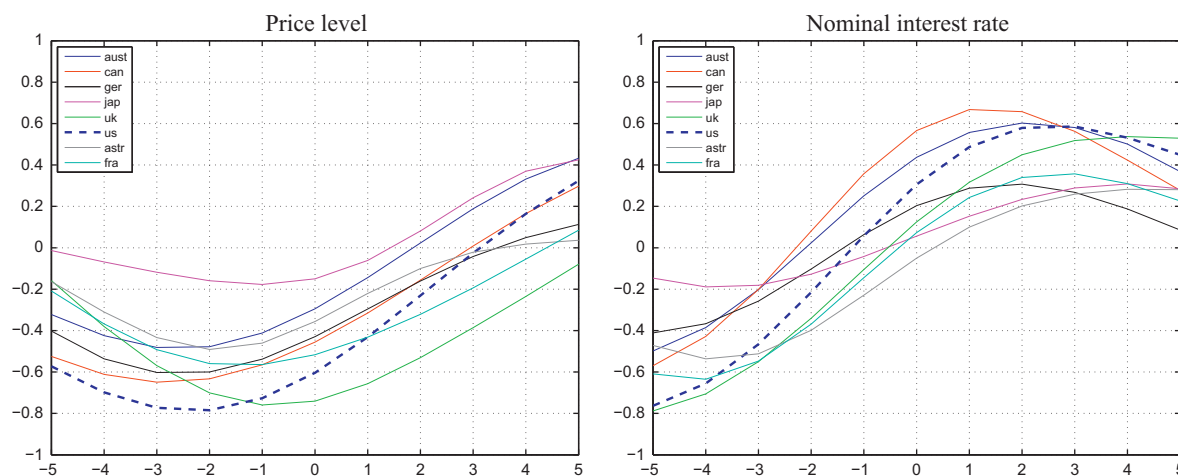 Price level
1
0.8
0.6
0.4
0.2
0
−0.2
−0.4
−0.6
−0.8
−1
−5 −4 −3 −2 −1 0 1 2 3 4 5
aust
can
ger
jap
uk
us
astr
fra
Nominal interest rate
1
0.8
0.6
0.4
0.2
0
−0.2
−0.4
−0.6
−0.8
−1
−5 −4 −3 −2 −1 0 1 2 3 4 5
aust
can
ger
jap
uk
us
astr
fra